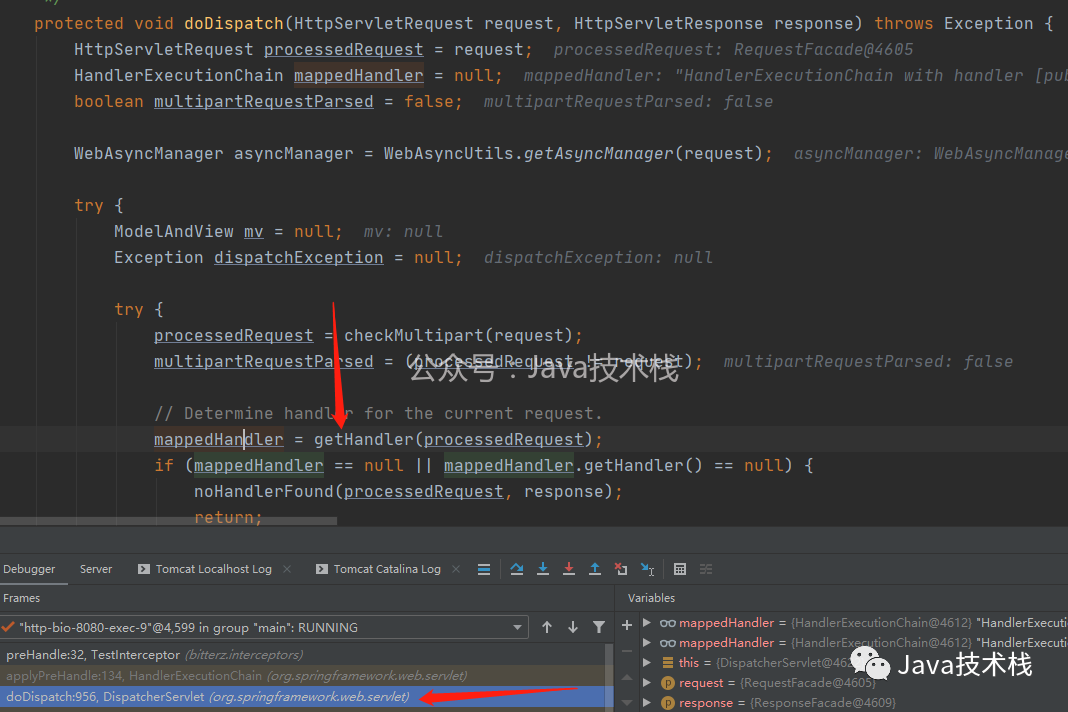 */
protected void doDispatch(HttpServletRequest request, HttpServletResponse response) throws Exception {
HttpServletRequest processedRequest = request; processedRequest: RequestFacade@4605
HandlerExecutionChain mappedHandler = null; mappedHandler: "HandlerExecutionChain with handler [pu
boolean multipartRequestParsed = false; multipartRequestParsed: false
WebAsyncManager asyncManager = WebAsyncUtils.getAsyncManager(request); asyncManager: WebAsyncManage
try {
ModelAndView mv = null; mv: null
Exception dispatchException = null; dispatchException: null
try {
processedRequest = checkMultipart(request);
multipartRequestParsed = (processedRequest != request); multipartRequestParsed: false
公众号:Java技术栈
// Determine handler for the current request.
mappedHandler = getHandler(processedRequest);
if (mappedHandler == null || mappedHandler.getHandler() == null) {
noHandlerFound(processedRequest, response);
return;
Debugger Server Tomcat Localhost Log Tomcat Catalina Log
Frames Variables
"http-bio-8080-exec-9"@4,599 in group "main": RUNNING
mappedHandler = {HandlerExecutionChain@4612} "HandlerExecuti
preHandle:32, TestInterceptor (bitterz.interceptors)
mappedHandler = {HandlerExecutionChain@4612} "HandlerExecuti
applyPreHandle:134, HandlerExecutionChain (org.springframework.web.servlet)
this = {DispatcherServlet@462
Java技术栈
doDispatch:956, DispatcherServlet (org.springframework.web.servlet)
request = {RequestFacade@4605}
response = {ResponseFacade@4609}